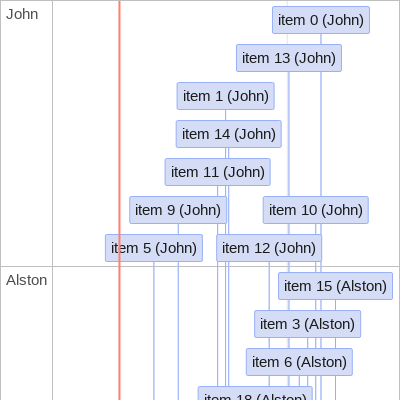 John
item 0 (John)
item 13 (John)
item 1 (John)
item 14 (John)
item 11 (John)
item 9 (John)
item 10 (John)
item 5 (John)
item 12 (John)
Alston
item 15 (Alston)
item 3 (Alston)
item 6 (Alston)
item 18 (Alston)